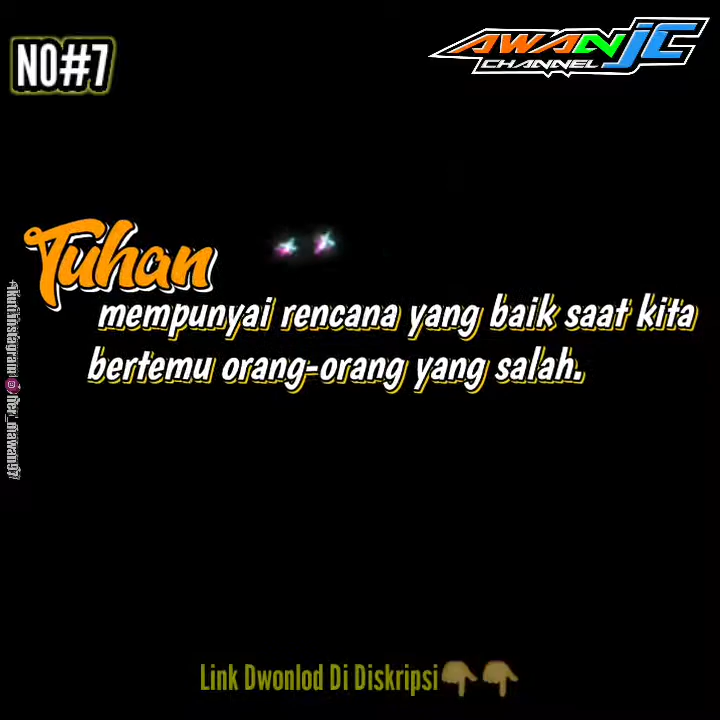 NO#7
AWAN JC
CHANNEL
Tuhan
mempunyai rencana yang baik saat kita
bertemu orang-orang yang salah.
Link Dwonlod Di Diskripsi